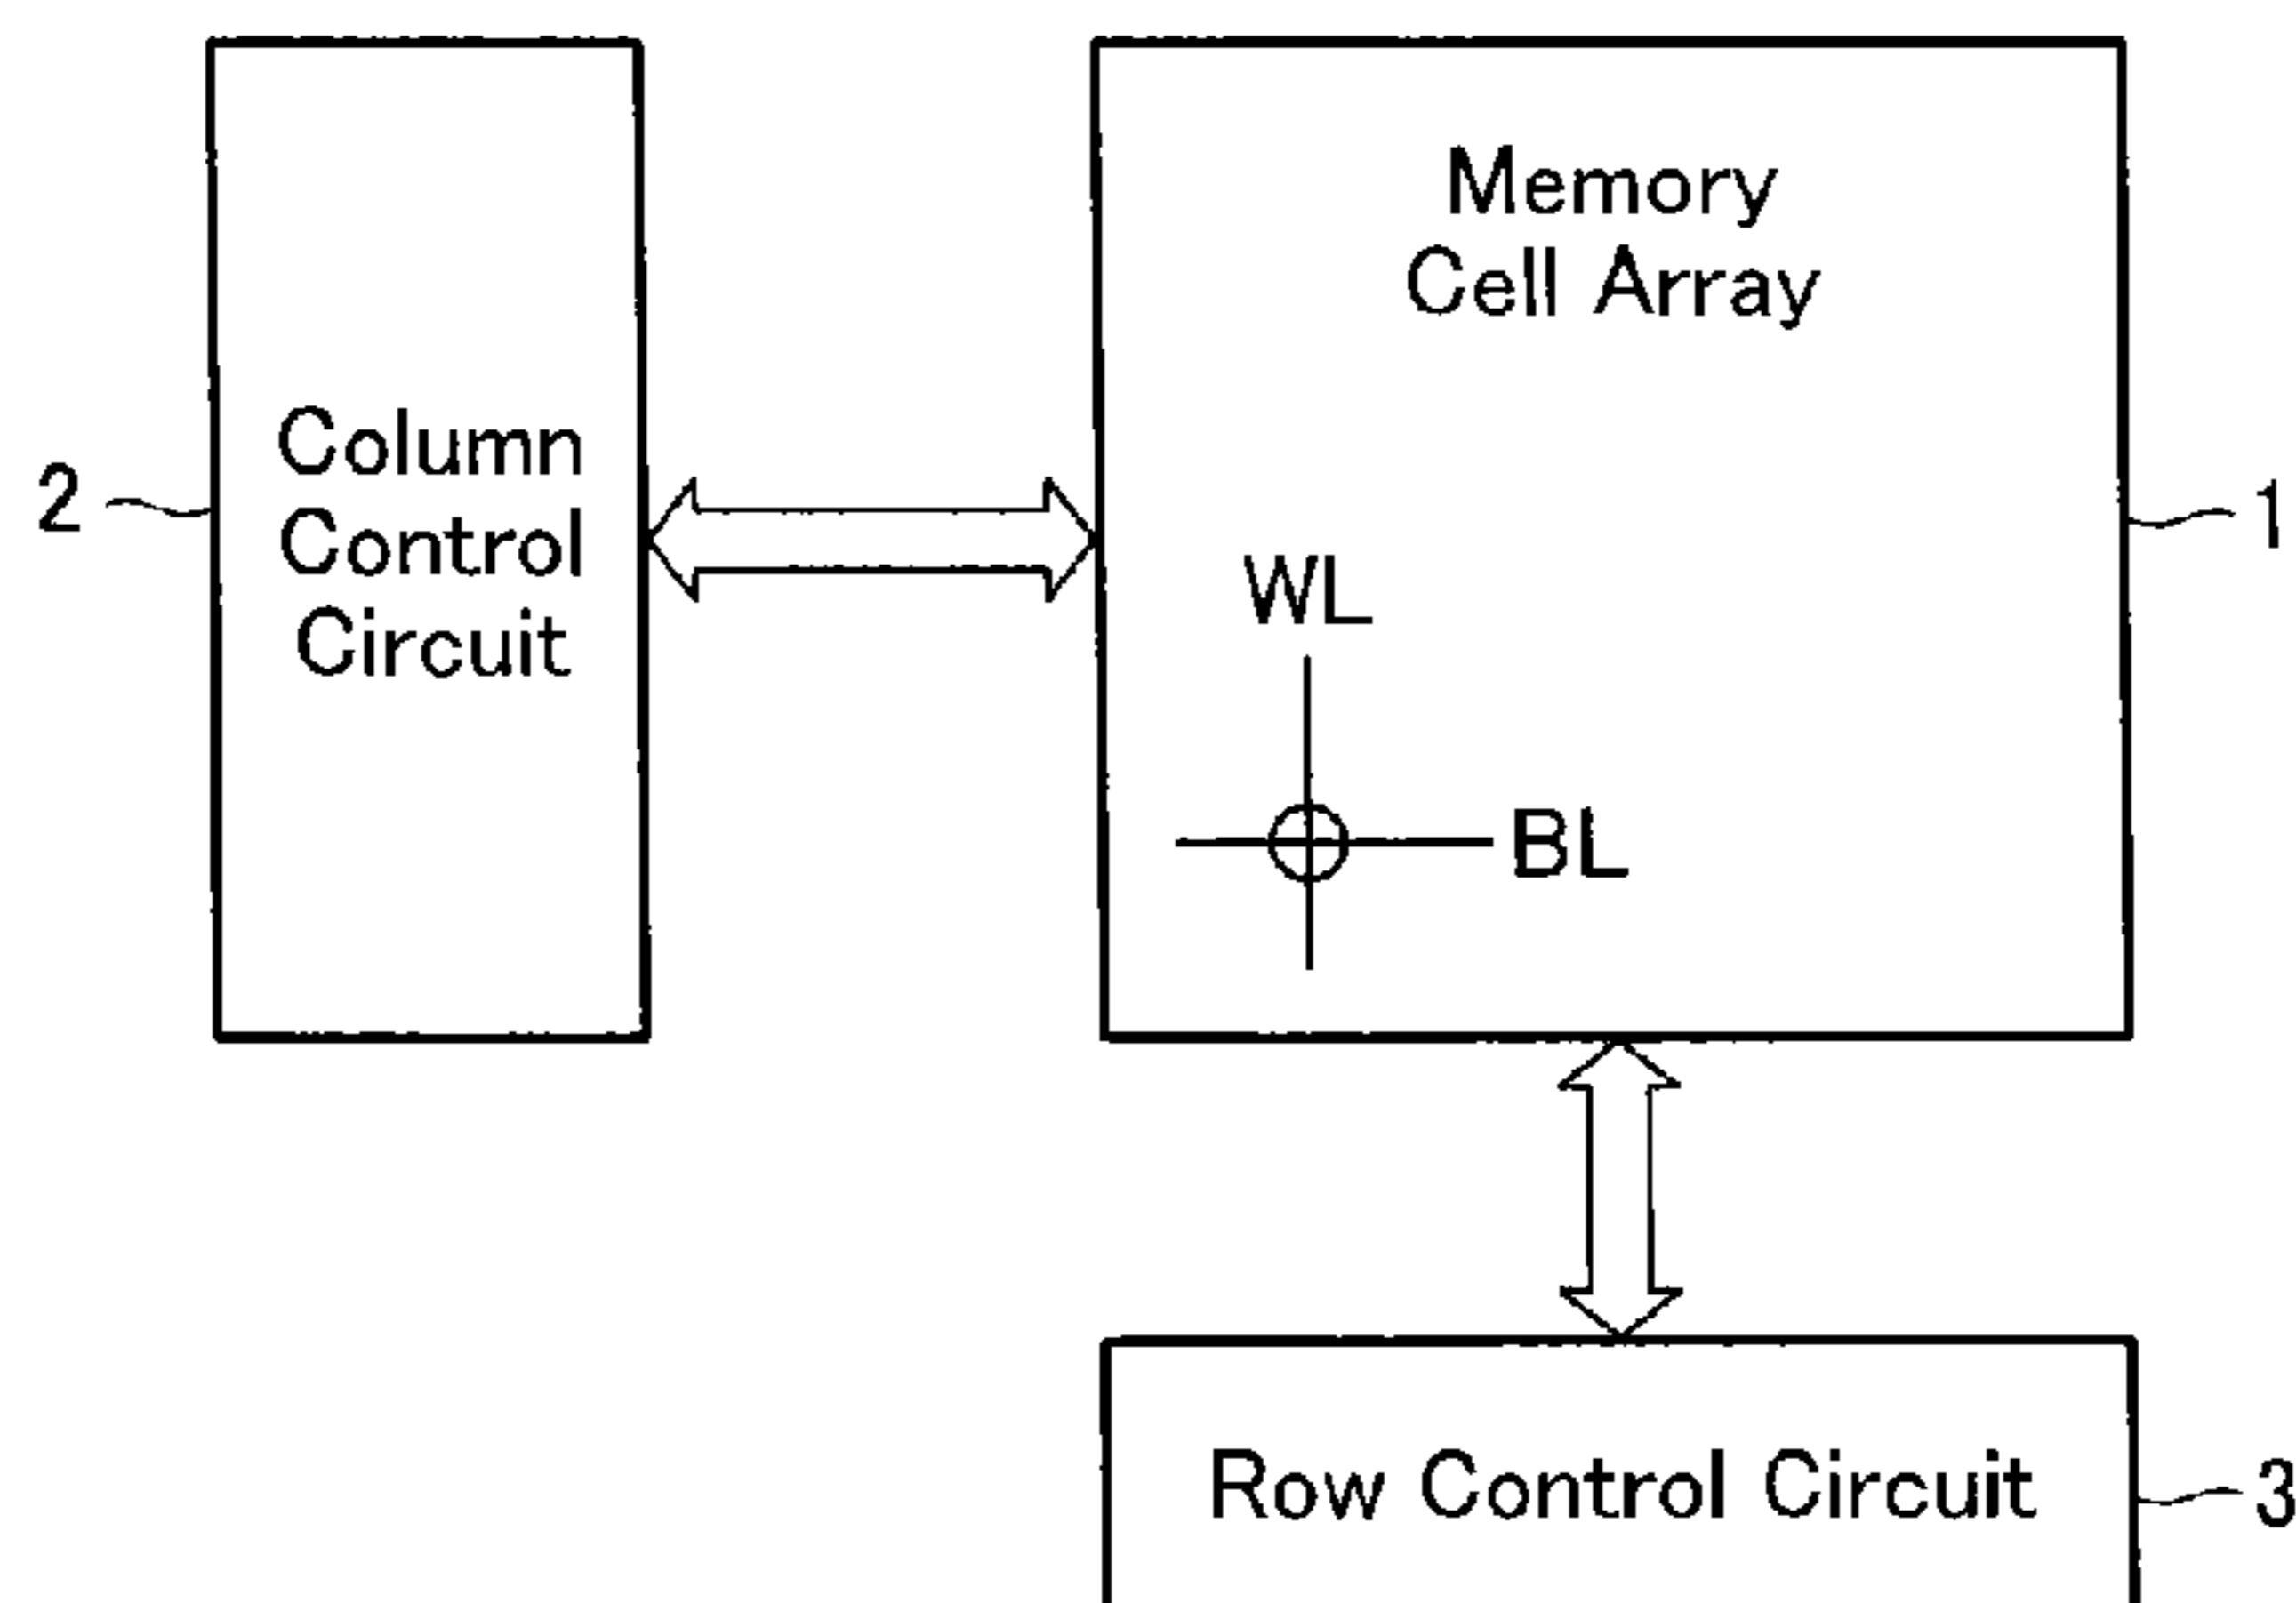 Memory
Cell Array
Column
Control
Circuit
2
1
WL
BL
Row Control Circuit
3